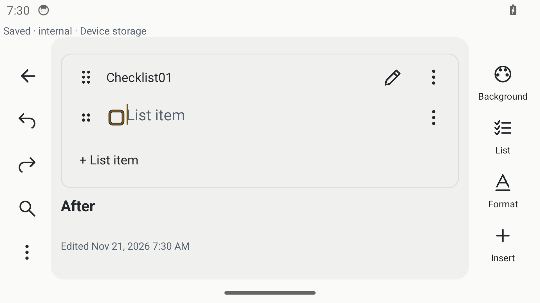 7:30
Saved · internal · Device storage
Checklist01
List item
+ List item
After
Edited Nov 21, 2026 7:30 AM
Background
List
Format
Insert